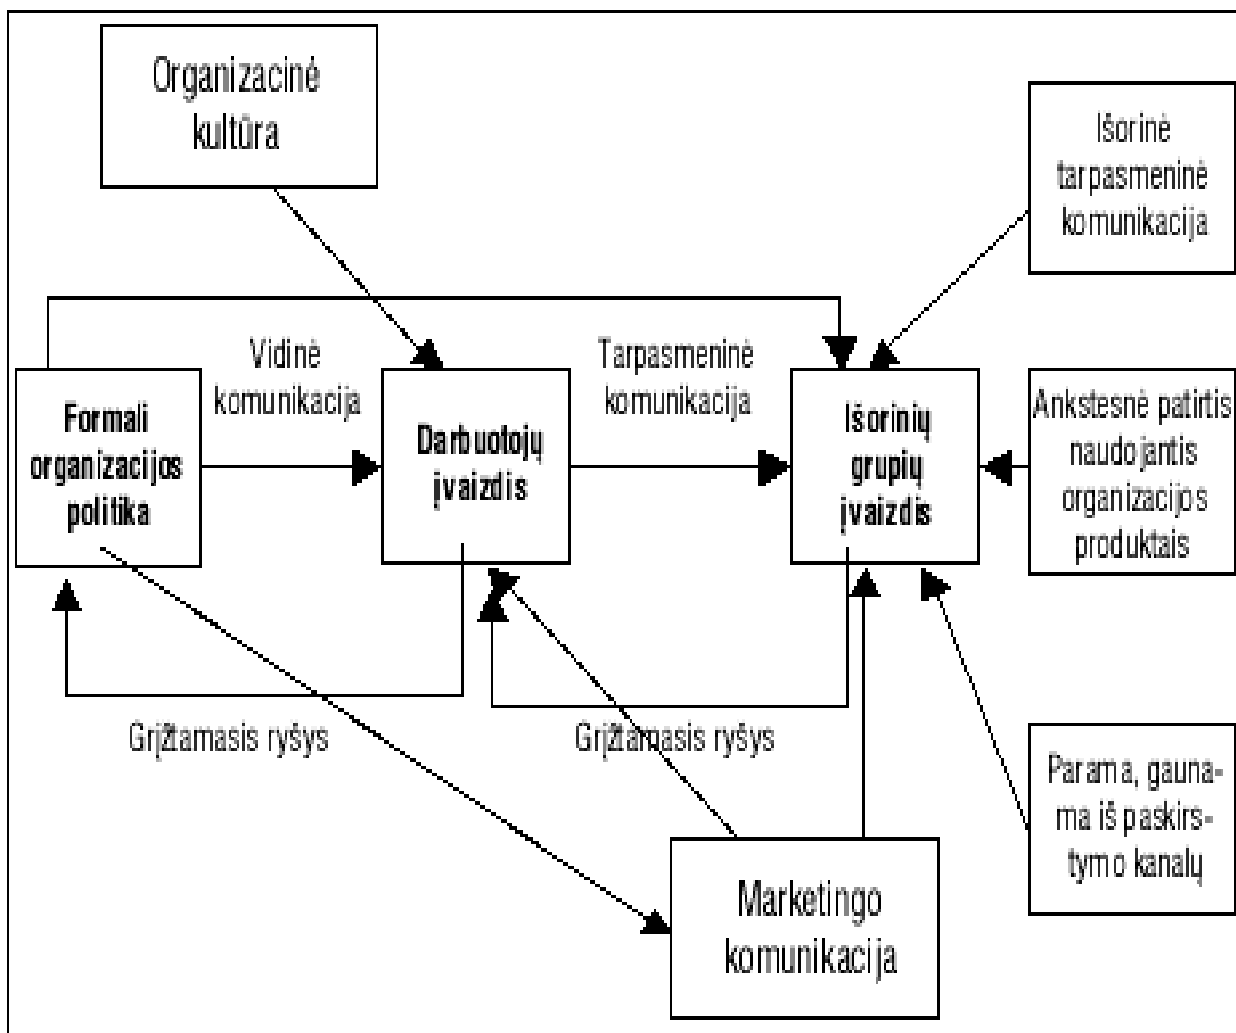 Organizacinė
kultūra
Išorinė
tarpasmeninė
komunikacija
Vidinė
komunikacija
Tarpasmeninė
komunikacija
Formali
organizacijos
politika
Darbuotojų
įvaizdis
Išorinių
grupių
įvaizdis
Ankstesnė patirtis
naudojantis
organizacijos
produktais
Grįžtamasis ryšys
Grįžtamasis ryšys
Parama, gauna-
ma iš paskirs-
tymo kanalų
Marketingo
komunikacija